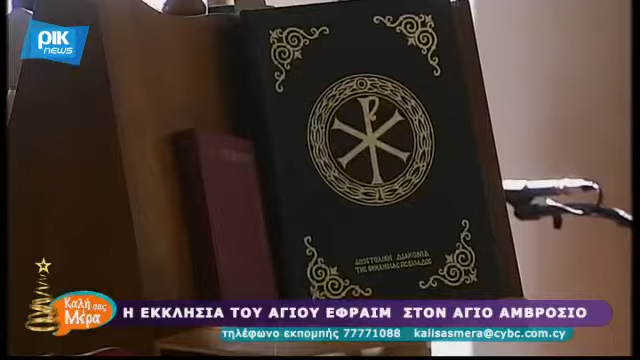 ΡΙΚ
news
ΑΠΟΣΤΟΛΙΚΗ ΔΙΑΚΟΝΙΑ
ΤΗΣ ΕΚΚΛΗΣΙΑΣ ΤΗΣ ΕΛΛΑΔΟΣ
Καλή σας
Μέρα
Η ΕΚΚΛΗΣΙΑ ΤΟΥ ΑΓΙΟΥ ΕΦΡΑΙΜ ΣΤΟΝ ΑΓΙΟ ΑΜΒΡΟΣΙΟ
τηλέφωνο εκπομπής 77771088 kalisasmera@cybc.com.cy